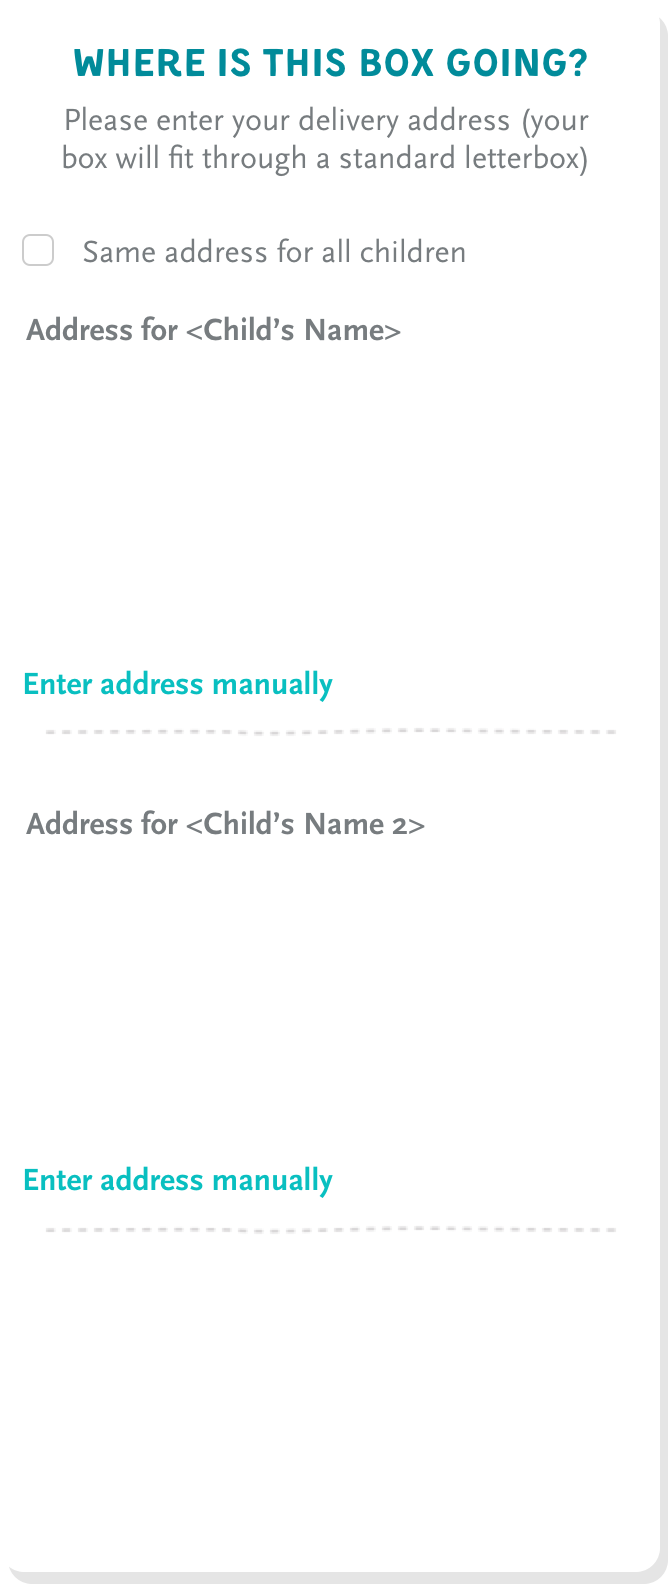 WHERE IS THIS BOX GOING?
Please enter your delivery address (your
box will fit through a standard letterbox)
Same address for all children
Address for <Child’s Name>
Enter address manually
Address for <Child’s Name 2>
Enter address manually